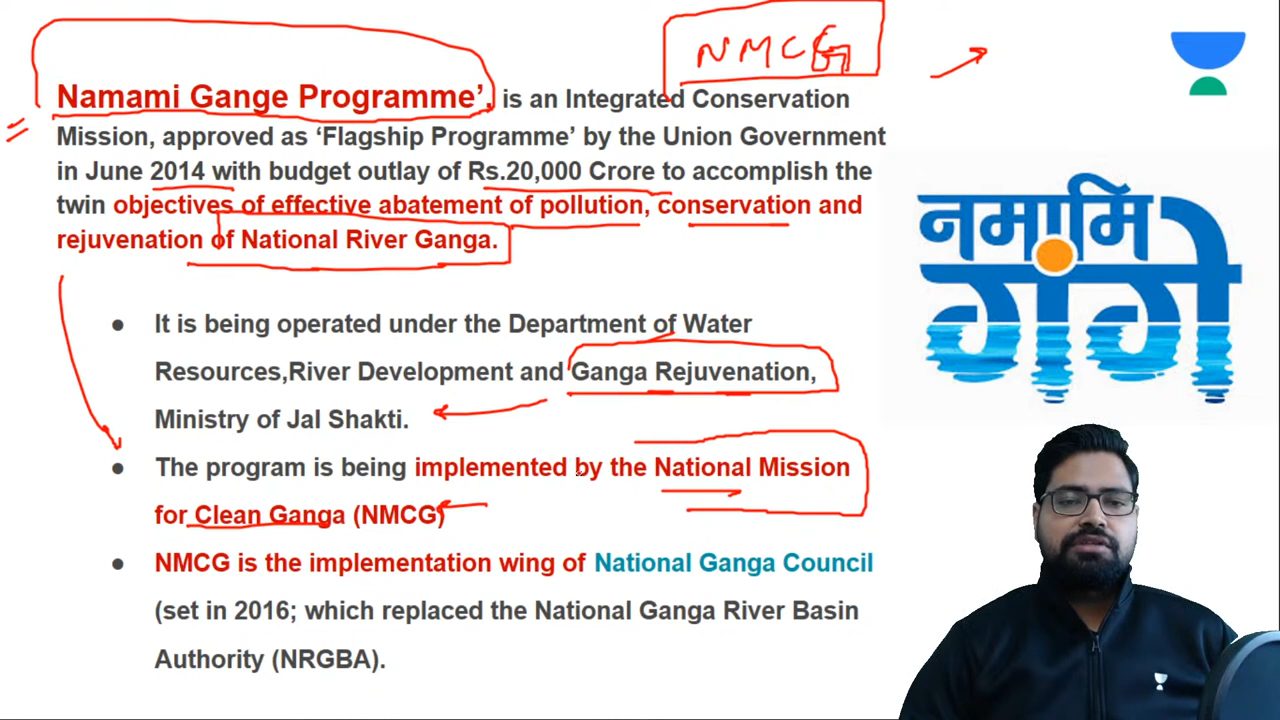 NMCG
Namami Gange Programme’, is an Integrated Conservation
Mission, approved as ‘Flagship Programme’ by the Union Government
in June 2014 with budget outlay of Rs.20,000 Crore to accomplish the
twin objectives of effective abatement of pollution, conservation and
rejuvenation of National River Ganga.
नमामि
गंगे
● It is being operated under the Department of Water
Resources,River Development and Ganga Rejuvenation,
Ministry of Jal Shakti.
● The program is being implemented by the National Mission
for Clean Ganga (NMCG)
● NMCG is the implementation wing of National Ganga Council
(set in 2016; which replaced the National Ganga River Basin
Authority (NRGBA).